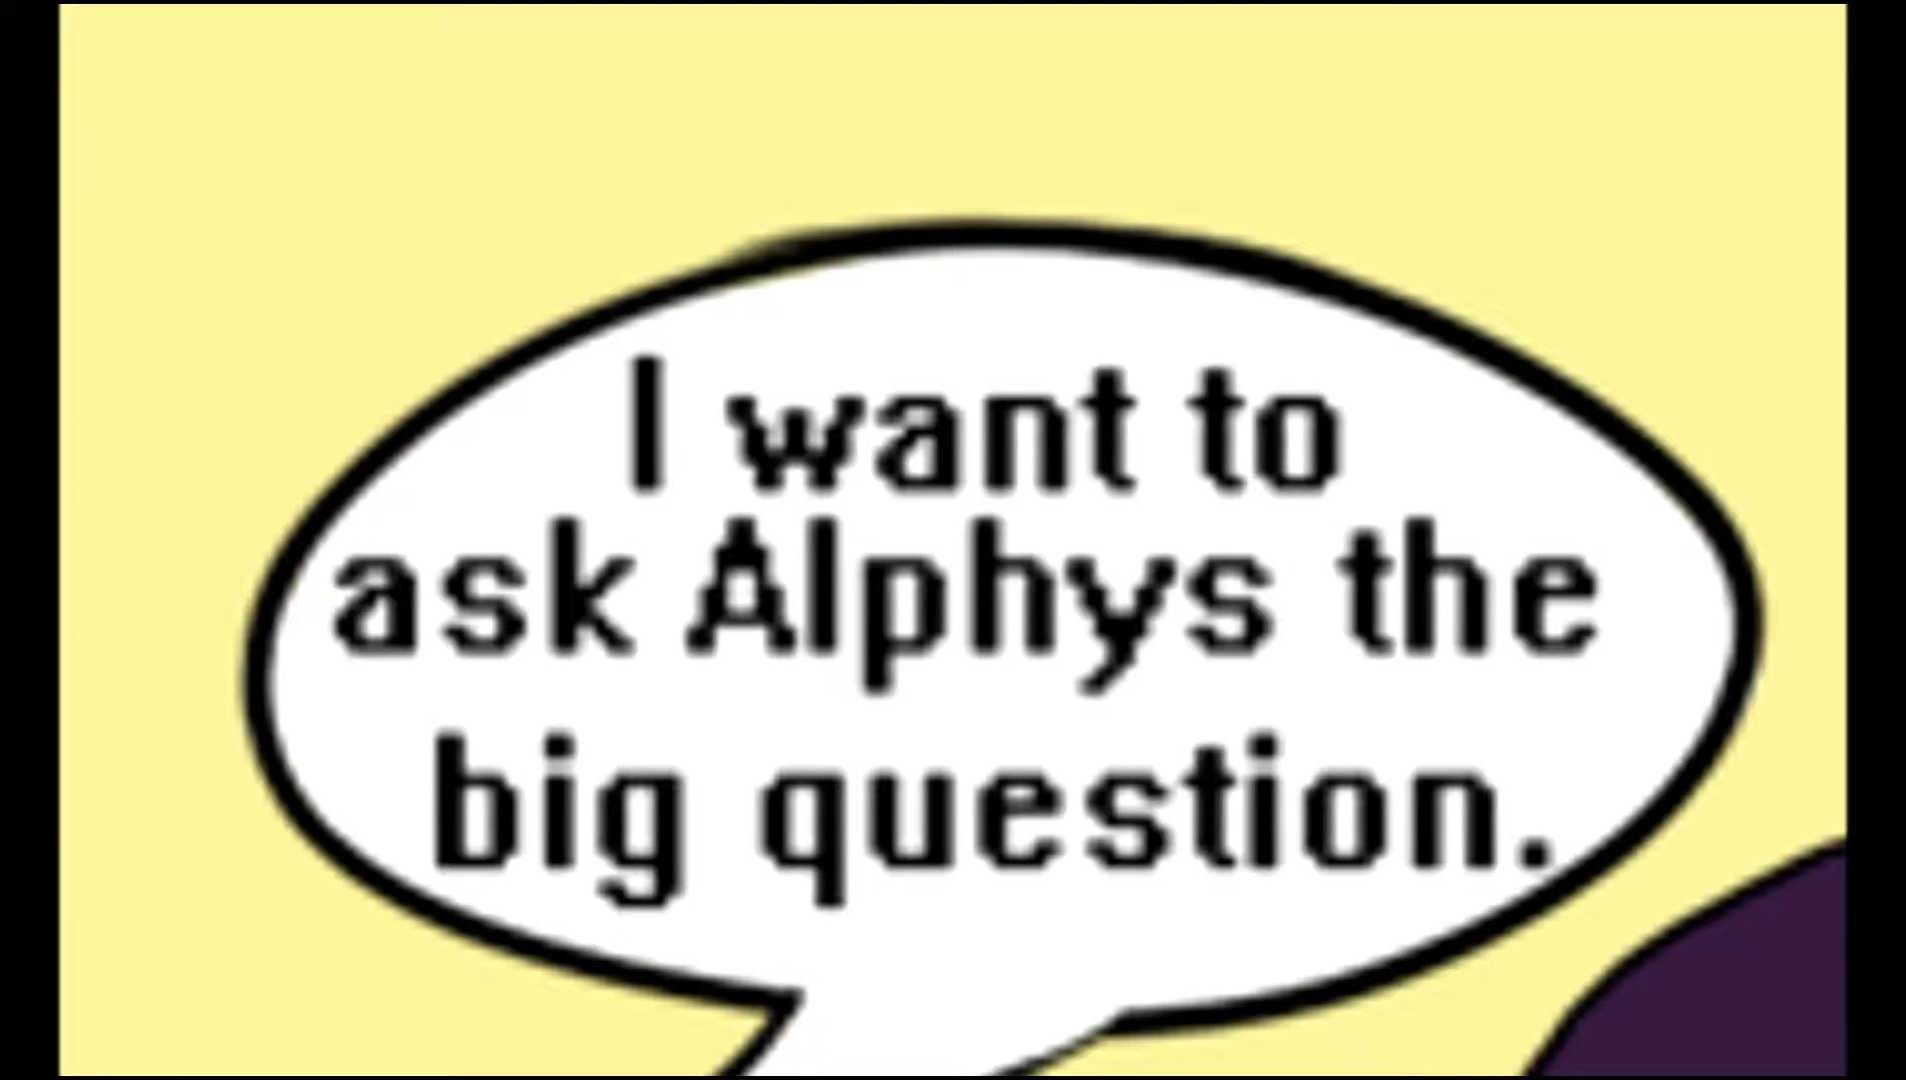 I want to
ask Alphys the
big question.